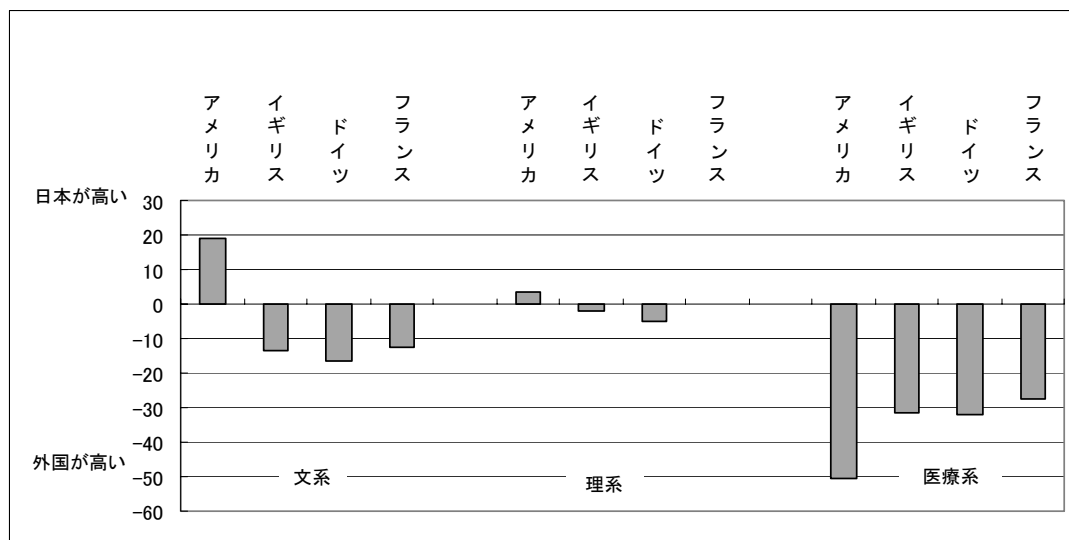 アメリカ
イギリス
ドイツ
フランス
アメリカ
イギリス
ドイツ
フランス
アメリカ
イギリス
ドイツ
フランス
日本が高い
30
20
10
0
-10
-20
-30
-40
外国が高い
-50
-60
文系
理系
医療系